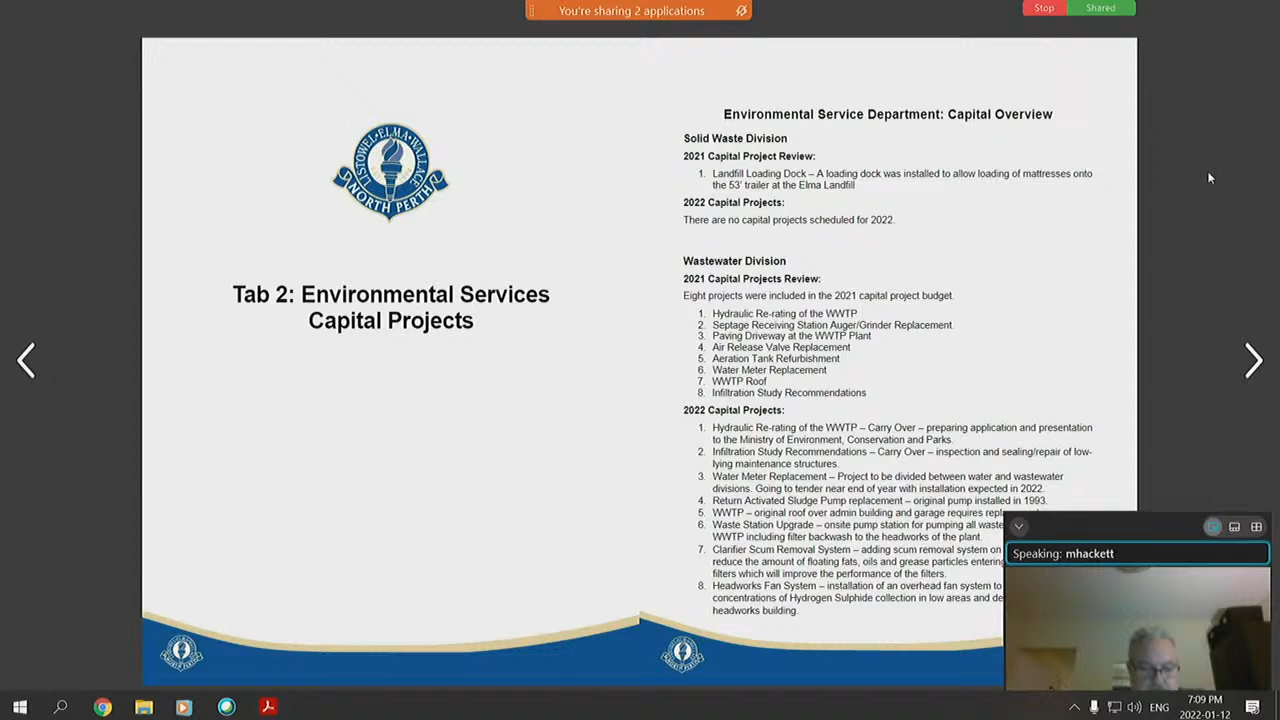 You're sharing 2 applications
Stop
Shared
LISTOWEL·ELMA·WALLACE
NORTH PERTH
Tab 2: Environmental Services
Capital Projects
Environmental Service Department: Capital Overview
Solid Waste Division
2021 Capital Project Review:
1. Landfill Loading Dock – A loading dock was installed to allow loading of mattresses onto
the 53' trailer at the Elma Landfill
2022 Capital Projects:
There are no capital projects scheduled for 2022.
Wastewater Division
2021 Capital Projects Review:
Eight projects were included in the 2021 capital project budget.
1. Hydraulic Re-rating of the WWTP
2. Septage Receiving Station Auger/Grinder Replacement
3. Paving Driveway at the WWTP Plant
4. Air Release Valve Replacement
5. Aeration Tank Refurbishment
6. Water Meter Replacement
7. WWTP Roof
8. Infiltration Study Recommendations
2022 Capital Projects:
1. Hydraulic Re-rating of the WWTP – Carry Over – preparing application and presentation
to the Ministry of Environment, Conservation and Parks.
2. Infiltration Study Recommendations – Carry Over – inspection and sealing/repair of low-
lying maintenance structures.
3. Water Meter Replacement – Project to be divided between water and wastewater
divisions. Going to tender near end of year with installation expected in 2022.
4. Return Activated Sludge Pump replacement – original pump installed in 1993.
5. WWTP – original roof over admin building and garage requires
6. Waste Station Upgrade – onsite pump station for pumping all
WWTP including filter backwash to the headworks of the plant.
7. Clarifier Scum Removal System – adding scum removal system on
reduce the amount of floating fats, oils and grease particles entering
filters which will improve the performance of the filters.
8. Headworks Fan System – installation of an overhead fan system to
concentrations of Hydrogen Sulphide collection in low areas and
headworks building.
Speaking: mhackett
ENG
7:09 PM
2022-01-12